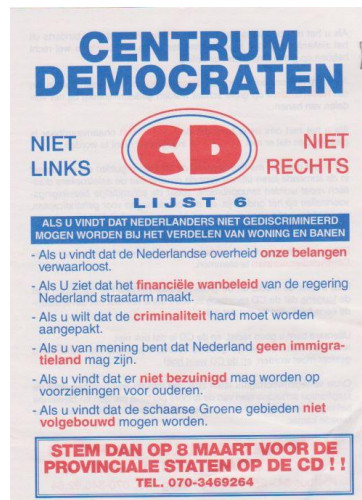 CENTRUM
DEMOCRATEN
NIET
LINKS
CD
NIET
RECHTS
LIJST 6
ALS U VINDT DAT NEDERLANDERS NIET GEDISCRIMINEERD
MOGEN WORDEN BIJ HET VERDELEN VAN WONING EN BANEN
- Als u vindt dat de Nederlandse overheid onze belangen
verwaarloost.
- Als U ziet dat het financiële wanbeleid van de regering
Nederland straatarm maakt.
- Als u wilt dat de criminaliteit hard moet worden
aangepakt.
- Als u van mening bent dat Nederland geen immigra-
tieland mag zijn.
- Als u vindt dat er niet bezuinigd mag worden op
voorzieningen voor ouderen.
- Als u vindt dat de schaarse Groene gebieden niet
volgebouwd mogen worden.
STEM DAN OP 8 MAART VOOR DE
PROVINCIALE STATEN OP DE CD ! !
TEL. 070-3469264